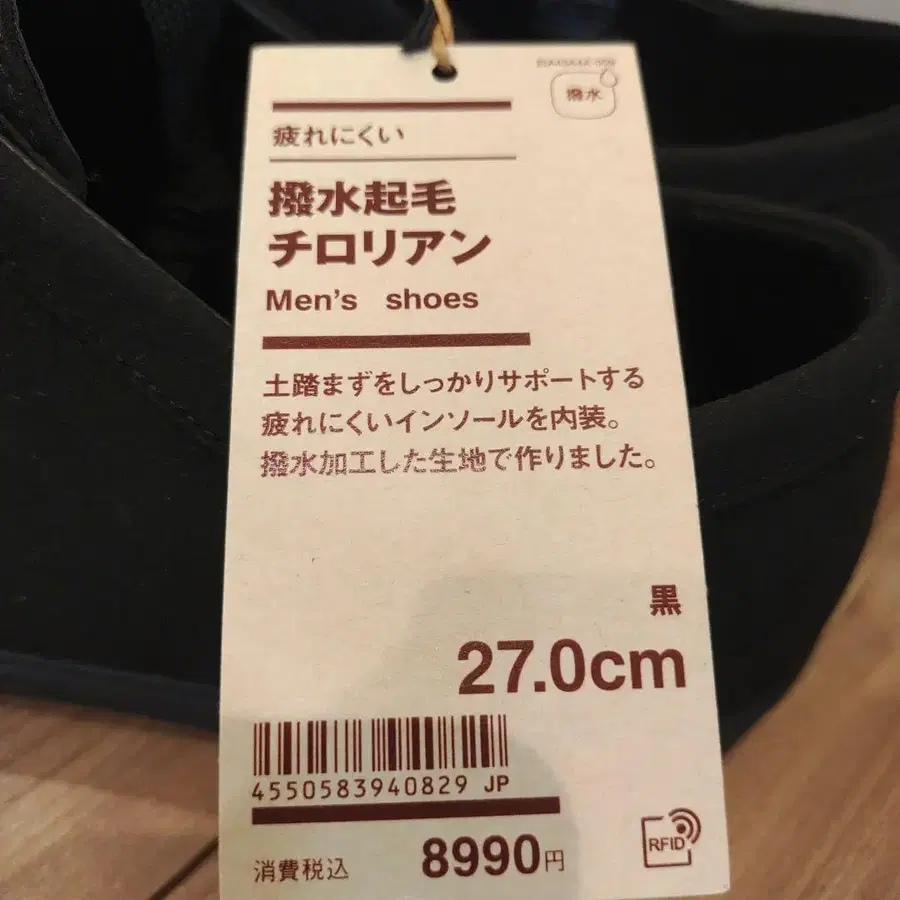 撥水
疲れにくい
撥水起毛
チロリアン
Men's shoes
土踏まずをしっかりサポートする
疲れにくいインソールを内装。
撥水加工した生地で作りました。
黒
27.0cm
4550583940829 JP
消費税込 8990円
RFID